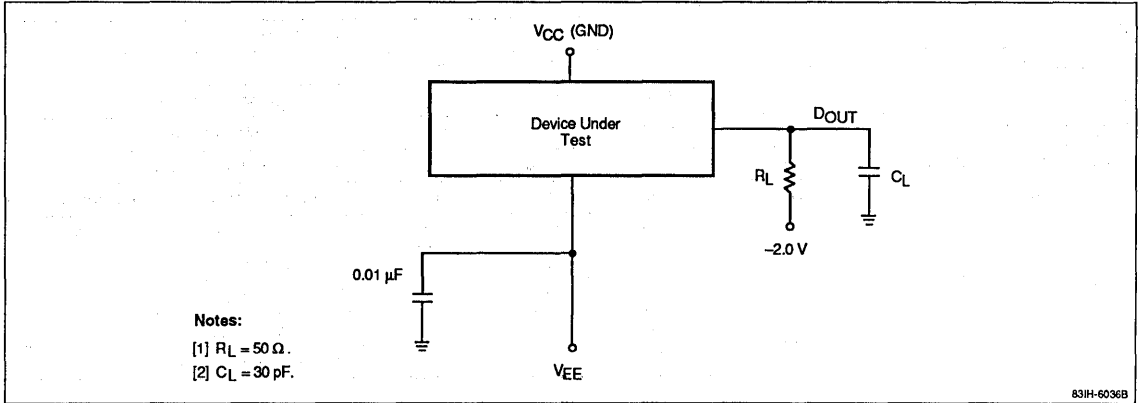 VCC (GND)
Device Under
Test
DOUT
RL
CL
–2.0 V
0.01 µF
Notes:
[1] RL = 50 Ω.
[2] CL = 30 pF.
VEE
83IH-6036B